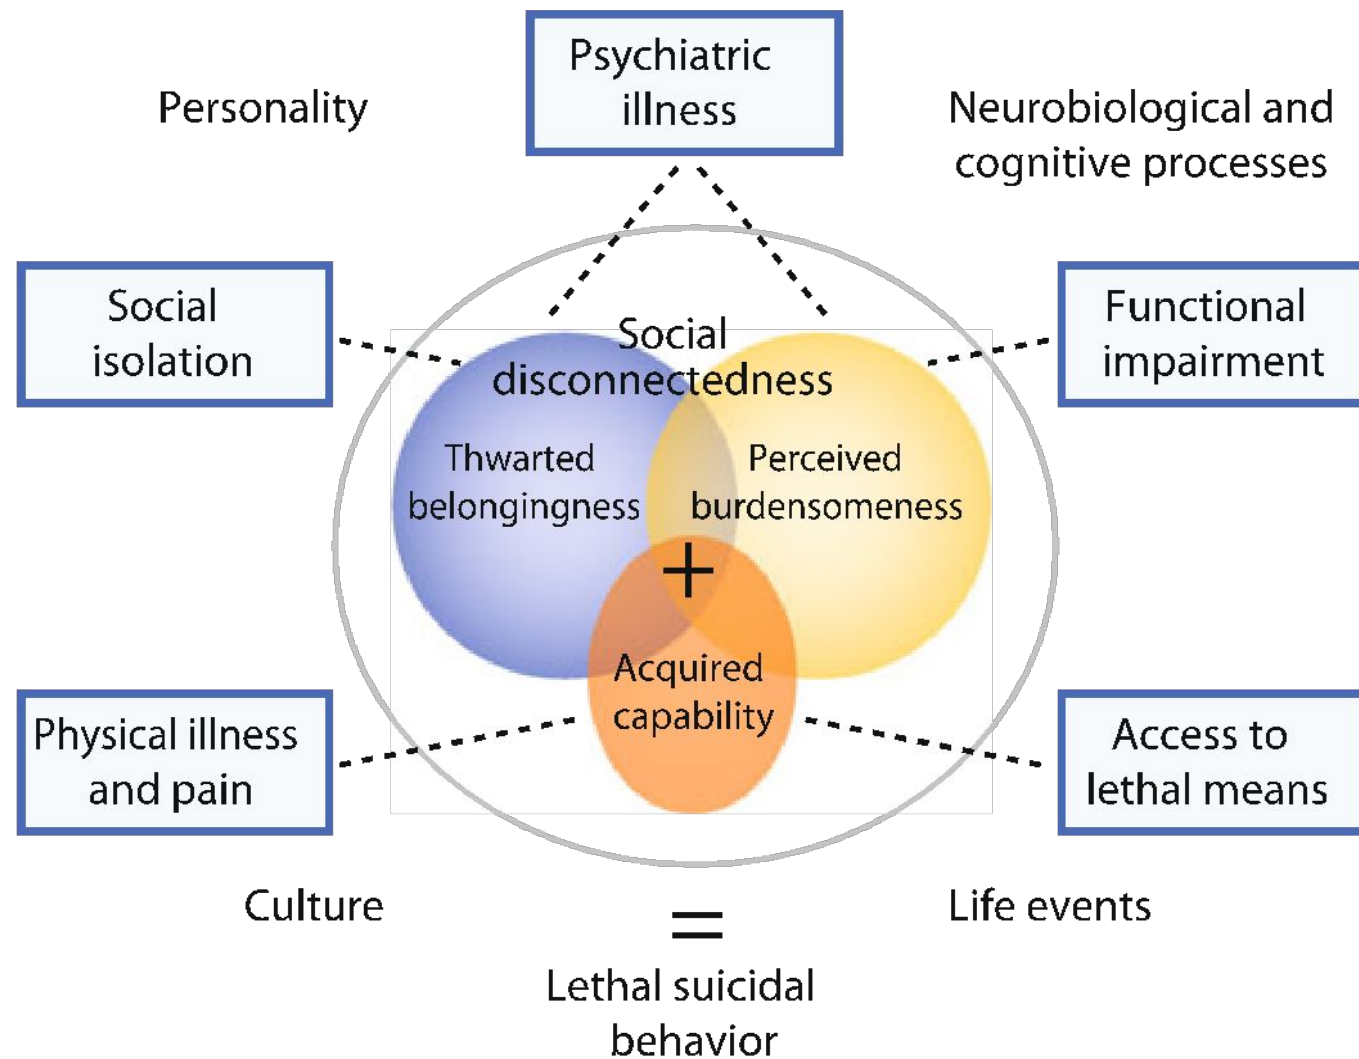 Psychiatric
illness
Personality
Neurobiological and
cognitive processes
Social
isolation
Functional
impairment
Social
disconnectedness
Thwarted
belongingness
Perceived
burdensomeness
+
Acquired
capability
Physical illness
and pain
Access to
lethal means
Culture
=
Life events
Lethal suicidal
behavior